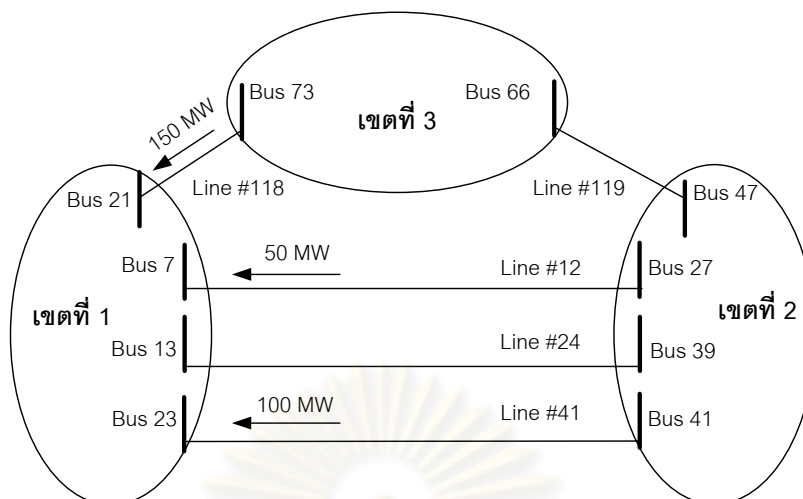 Bus 73
Bus 66
เขตที่ 3
150 MW
Line #118
Line #119
Bus 21
Bus 47
Bus 7
50 MW
Line #12
Bus 27
เขตที่ 1
เขตที่ 2
Bus 13
Line #24
Bus 39
Bus 23
100 MW
Line #41
Bus 41